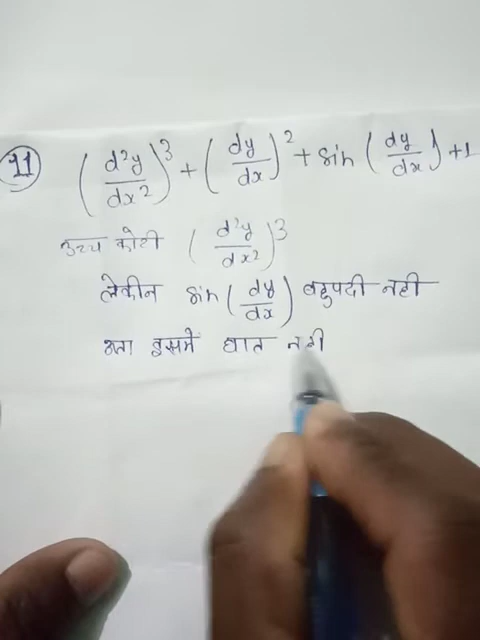 (11) (d²y/dx²)³ + (dy/dx)² + sin (dy/dx) + 1
उच्च कोटी (d²y/dx²)³
लेकीन sin (dy/dx) बहुपदी नही
अतः इसमें घात नही